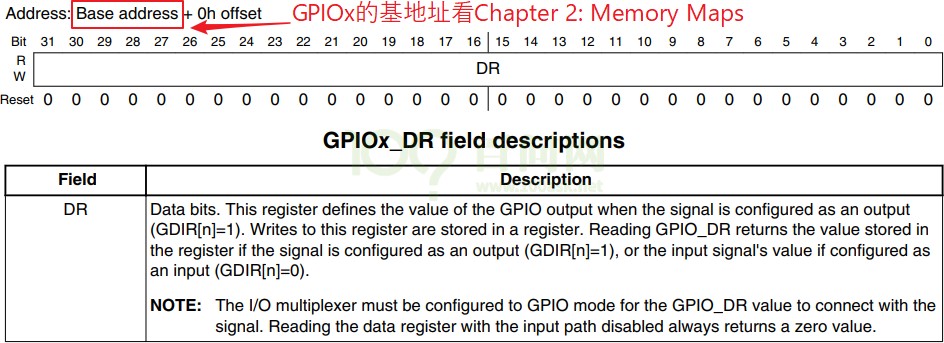 Address: Base address + 0h offset
GPIOx的基地址看Chapter 2: Memory Maps
Bit 31 30 29 28 27 26 25 24 23 22 21 20 19 18 17 16 15 14 13 12 11 10 9 8 7 6 5 4 3 2 1 0
R
DR
W
Reset 0 0 0 0 0 0 0 0 0 0 0 0 0 0 0 0 0 0 0 0 0 0 0 0 0 0 0 0 0 0 0 0
GPIOx_DR field descriptions
Field Description
DR Data bits. This register defines the value of the GPIO output when the signal is configured as an output
(GDIR[n]=1). Writes to this register are stored in a register. Reading GPIO_DR returns the value stored in
the register if the signal is configured as an output (GDIR[n]=1), or the input signal's value if configured as
an input (GDIR[n]=0).
NOTE: The I/O multiplexer must be configured to GPIO mode for the GPIO_DR value to connect with the
signal. Reading the data register with the input path disabled always returns a zero value.